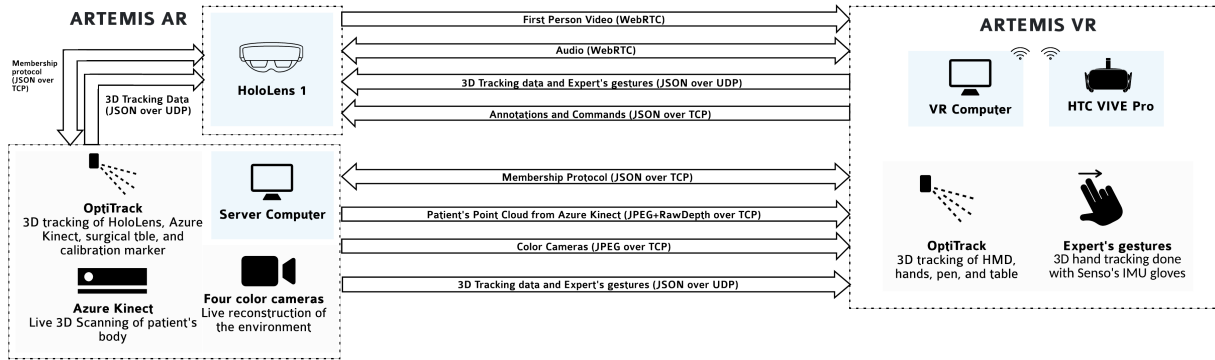 ARTEMIS AR
Membership
protocol
(JSON over
TCP)
3D Tracking Data
(JSON over UDP)
HoloLens 1
First Person Video (WebRTC)
Audio (WebRTC)
3D Tracking data and Expert's gestures (JSON over UDP)
Annotations and Commands (JSON over TCP)
ARTEMIS VR
VR Computer
HTC VIVE Pro
OptiTrack
3D tracking of HoloLens, Azure
Kinect, surgical tble, and
calibration marker
Server Computer
Azure Kinect
Live 3D Scanning of patient's
body
Four color cameras
Live reconstruction of
the environment
Membership Protocol (JSON over TCP)
Patient's Point Cloud from Azure Kinect (JPEG+RawDepth over TCP)
Color Cameras (JPEG over TCP)
3D Tracking data and Expert's gestures (JSON over UDP)
OptiTrack
3D tracking of HMD,
hands, pen, and table
Expert's gestures
3D hand tracking done
with Senso's IMU gloves